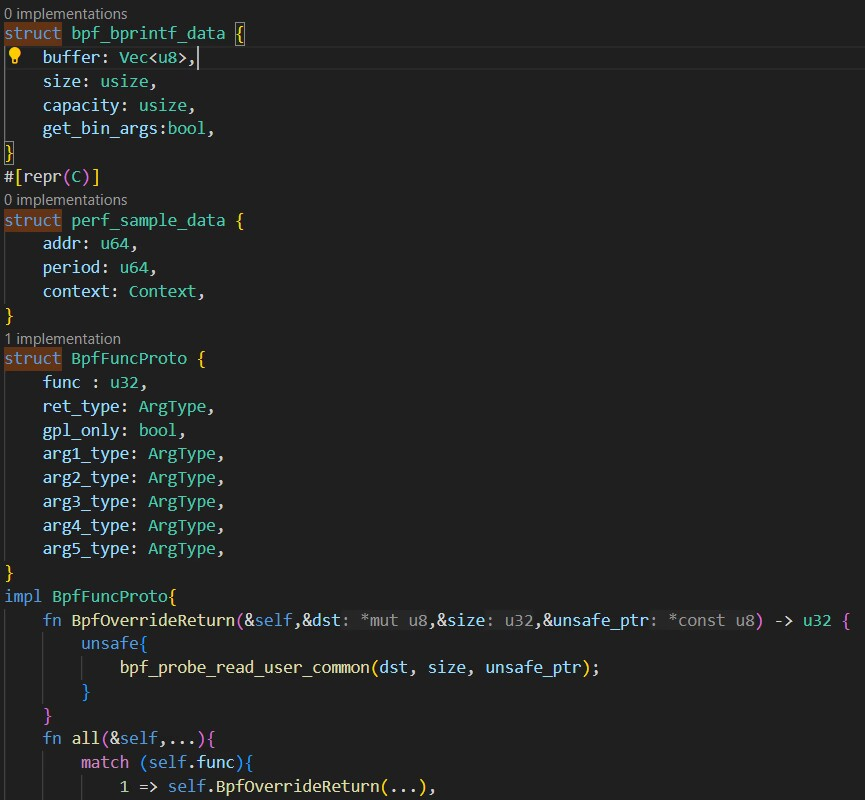 0 implementations
struct bpf_bprintf_data {
buffer: Vec<u8>,
size: usize,
capacity: usize,
get_bin_args:bool,
}
#[repr(C)]
0 implementations
struct perf_sample_data {
addr: u64,
period: u64,
context: Context,
}
1 implementation
struct BpfFuncProto {
func : u32,
ret_type: ArgType,
gpl_only: bool,
arg1_type: ArgType,
arg2_type: ArgType,
arg3_type: ArgType,
arg4_type: ArgType,
arg5_type: ArgType,
}
impl BpfFuncProto{
fn BpfOverrideReturn(&self,&dst: *mut u8,&size: u32,&unsafe_ptr: *const u8) -> u32 {
unsafe{
bpf_probe_read_user_common(dst, size, unsafe_ptr);
}
}
fn all(&self,...){
match (self.func){
1 => self.BpfOverrideReturn(...),